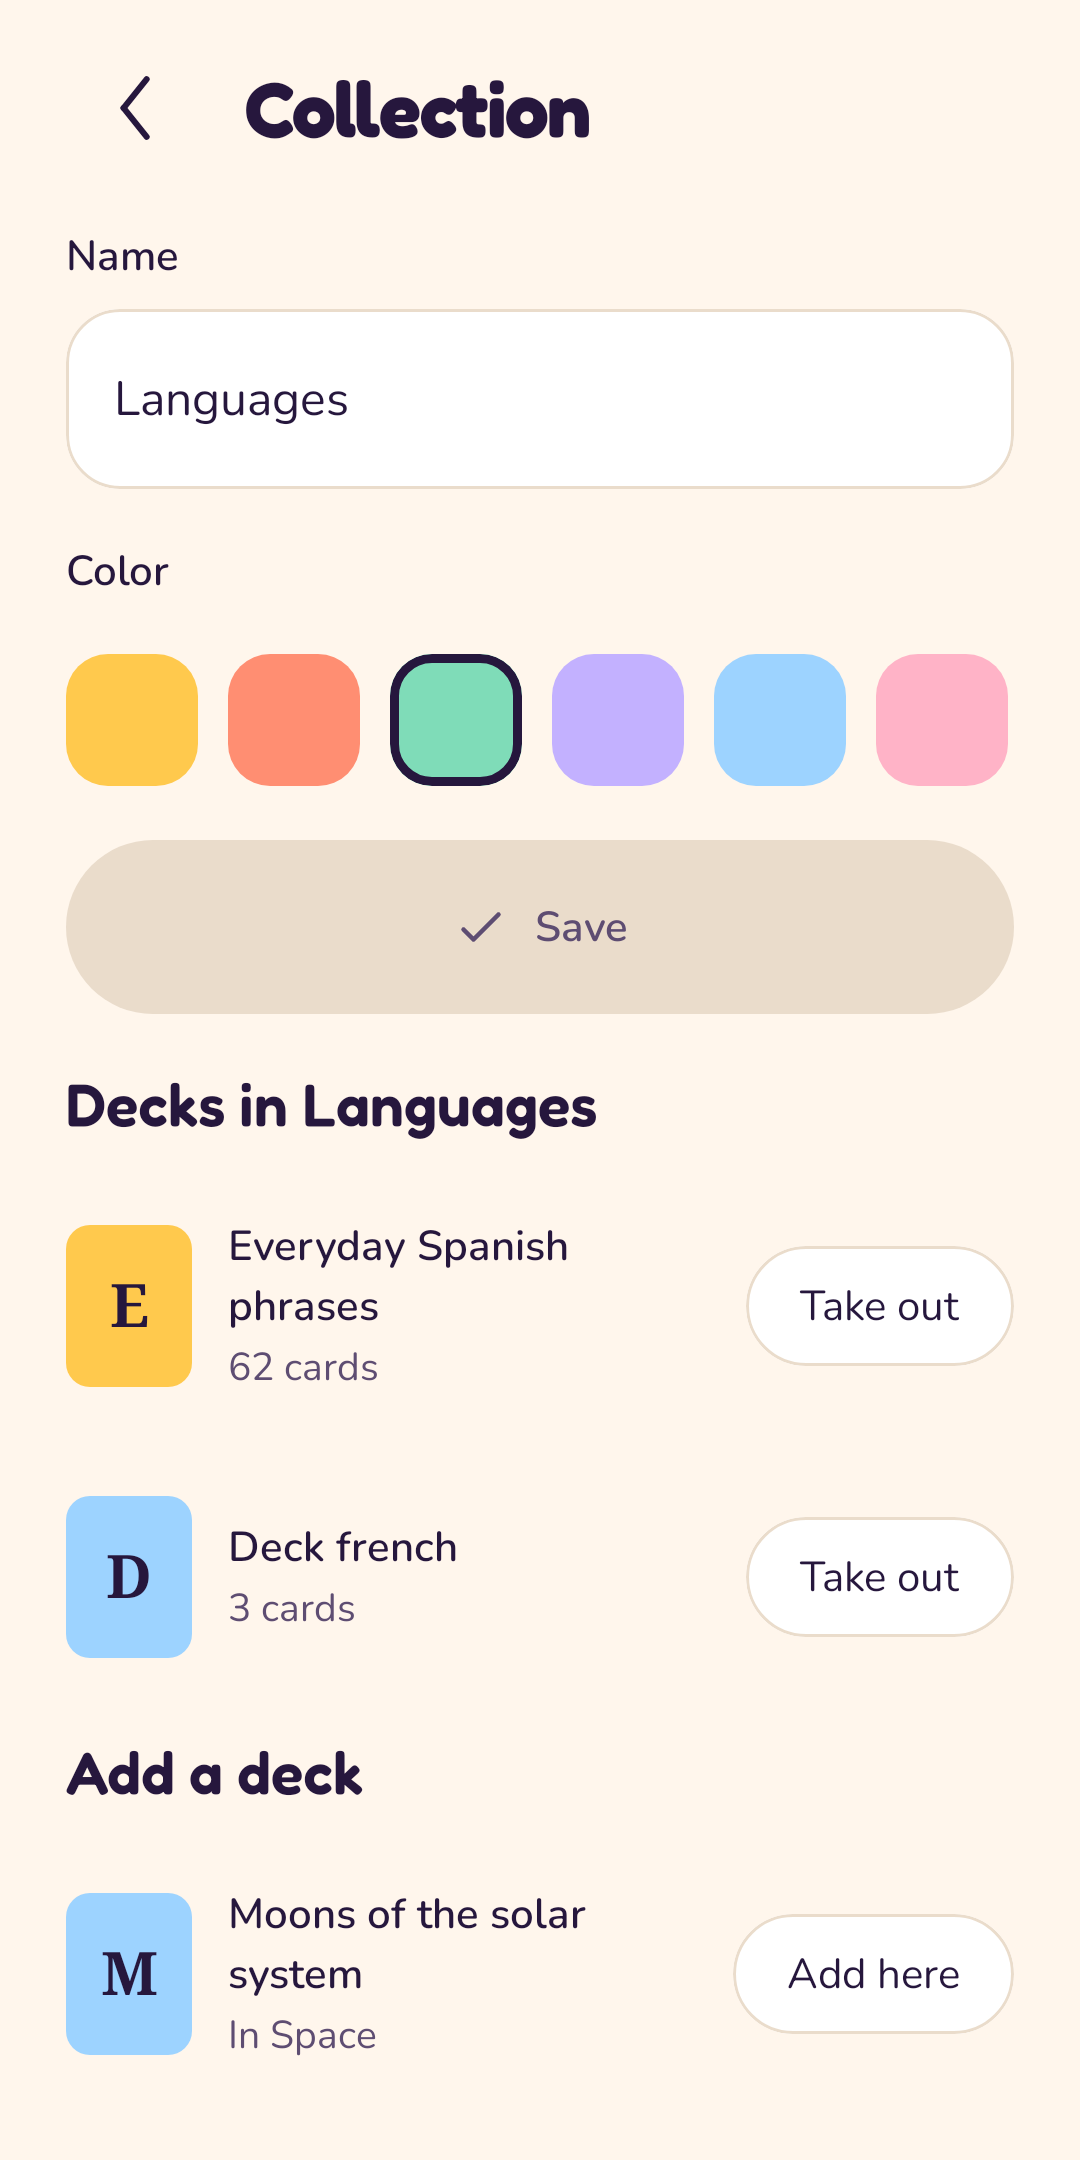 Collection
Name
Languages
Color
Save
Decks in Languages
E
Everyday Spanish
phrases
62 cards
Take out
D
Deck french
3 cards
Take out
Add a deck
M
Moons of the solar
system
In Space
Add here